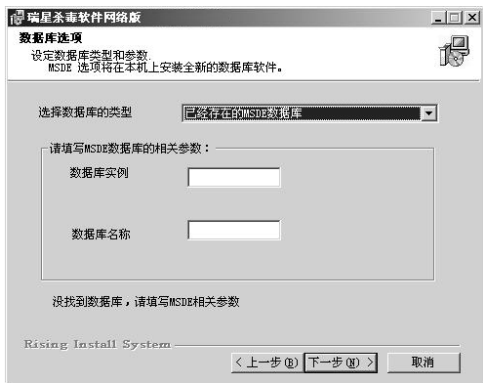 瑞星杀毒软件网络版
数据库选项
设定数据库类型和参数.
MSDE 选项将在本机上安装全新的数据库软件。
选择数据库的类型
已经存在的MSDE数据库
请填写MSDE数据库的相关参数：
数据库实例
数据库名称
没找到数据库，请填写MSDE相关参数
Rising Install System
< 上一步(B) 下一步(N) > 取消